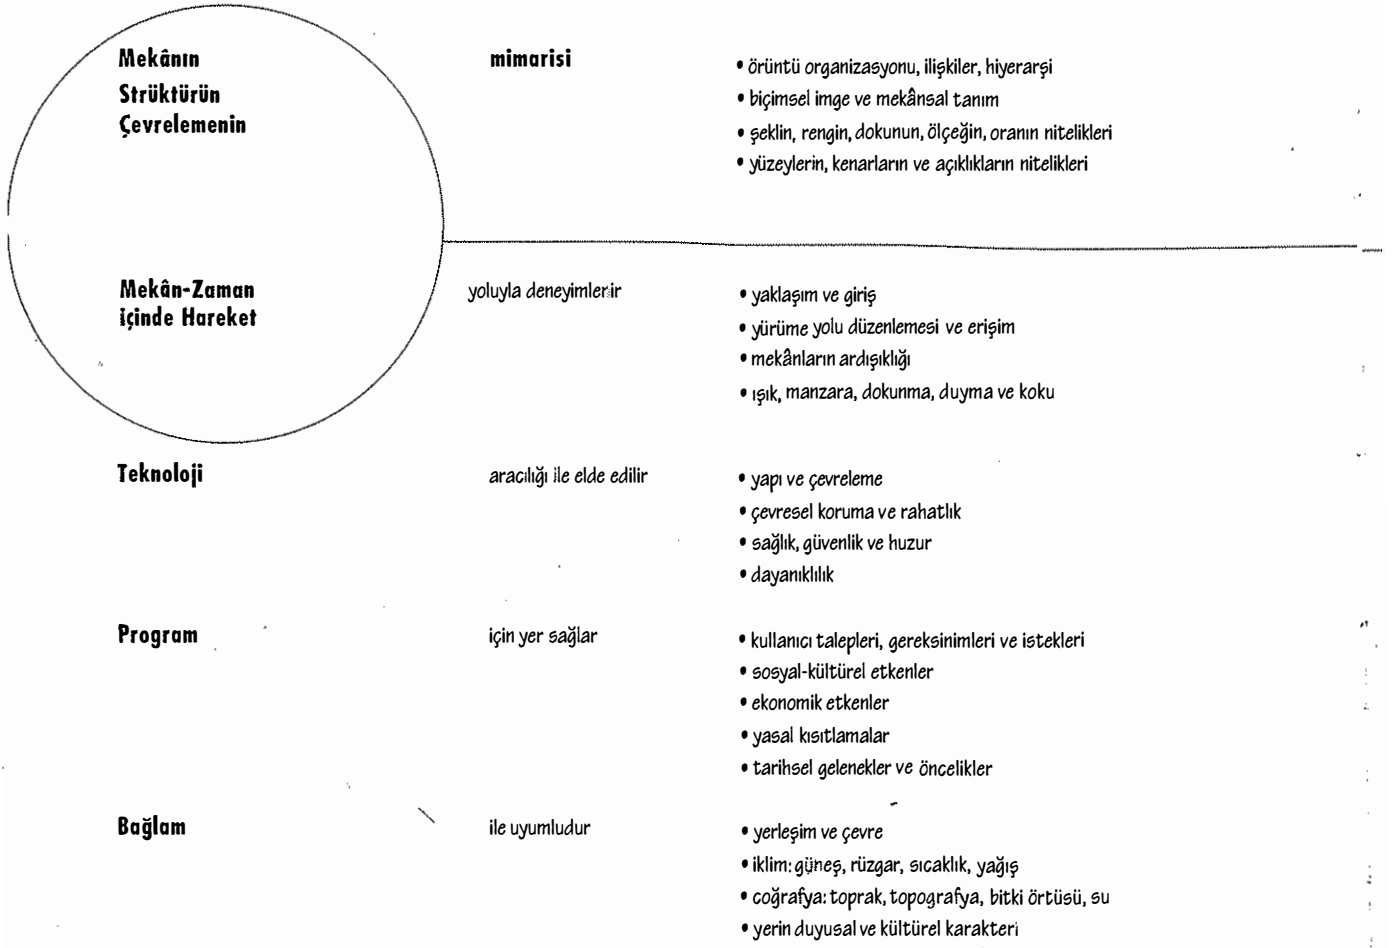 Mekânın mimarisi
Strüktürün
Çevrelemenin
• örüntü organizasyonu, ilişkiler, hiyerarşi
• biçimsel imge ve mekânsal tanım
• şeklin, rengin, dokunun, ölçeğin, oranın nitelikleri
• yüzeylerin, kenarların ve açıklıkların nitelikleri
Mekân-Zaman yoluyla deneyimlenir
içinde Hareket
• yaklaşım ve giriş
• yürüme yolu düzenlemesi ve erişim
• mekânların ardışıklığı
• ışık, manzara, dokunma, duyma ve koku
Teknoloji aracılığı ile elde edilir
• yapı ve çevreleme
• çevresel koruma ve rahatlık
• sağlık, güvenlik ve huzur
• dayanıklılık
Program için yer sağlar
• kullanıcı talepleri, gereksinimleri ve istekleri
• sosyal-kültürel etkenler
• ekonomik etkenler
• yasal kısıtlamalar
• tarihsel gelenekler ve öncelikler
Bağlam ile uyumludur
• yerleşim ve çevre
• iklim: güneş, rüzgar, sıcaklık, yağış
• coğrafya: toprak, topografya, bitki örtüsü, su
• yerin duyusal ve kültürel karakteri